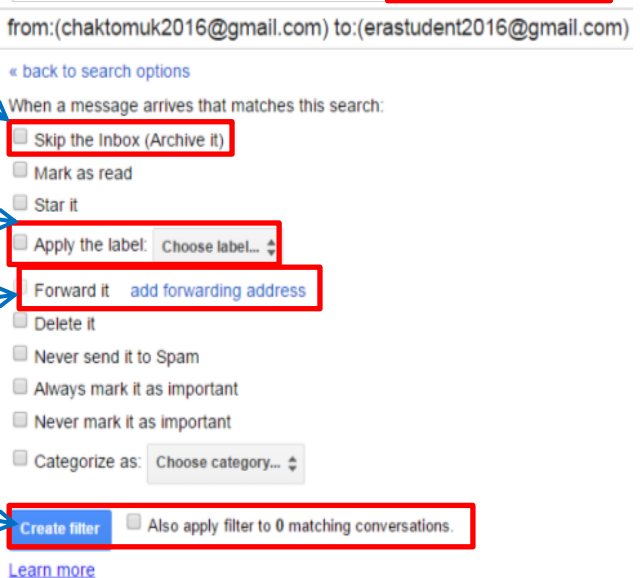 from:(chaktomuk2016@gmail.com) to:(erastudent2016@gmail.com)
« back to search options
When a message arrives that matches this search:
Skip the Inbox (Archive it)
Mark as read
Star it
Apply the label: Choose label...
Forward it add forwarding address
Delete it
Never send it to Spam
Always mark it as important
Never mark it as important
Categorize as: Choose category...
Create filter Also apply filter to 0 matching conversations.
Learn more